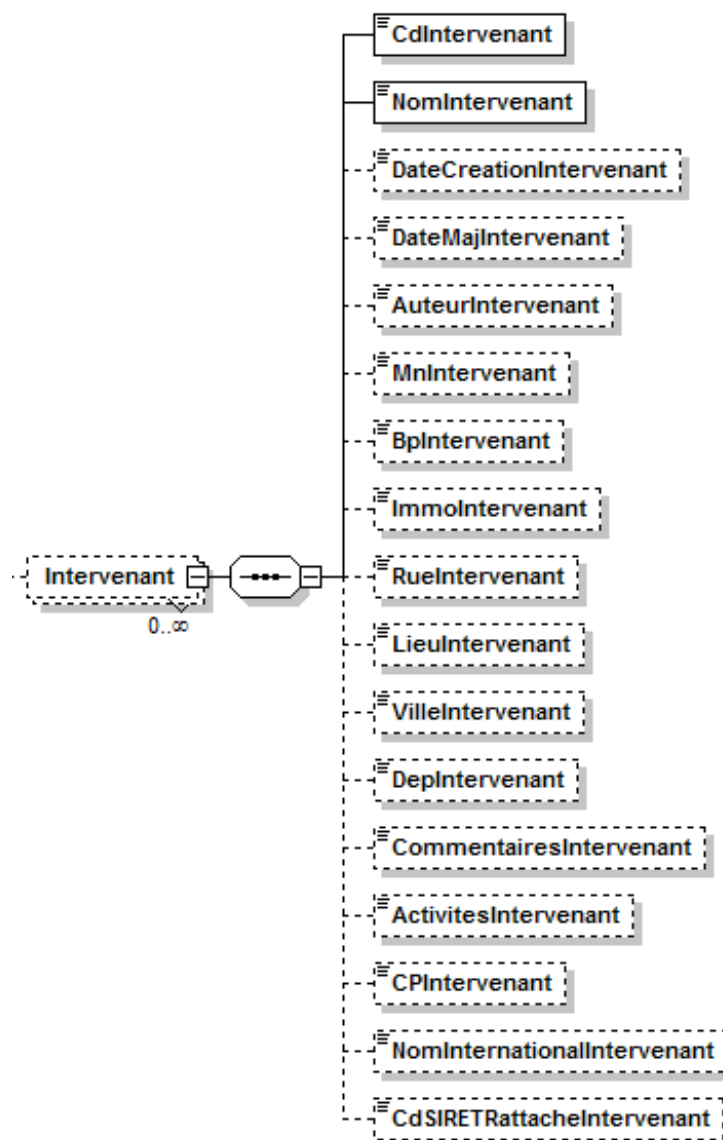 CdIntervenant
NomIntervenant
DateCreationIntervenant
DateMajIntervenant
AuteurIntervenant
MnIntervenant
BpIntervenant
ImmoIntervenant
Intervenant
0..∞
RueIntervenant
LieuIntervenant
VilleIntervenant
DepIntervenant
CommentairesIntervenant
ActivitesIntervenant
CPIntervenant
NomInternationalIntervenant
CdSIRETRattacheIntervenant